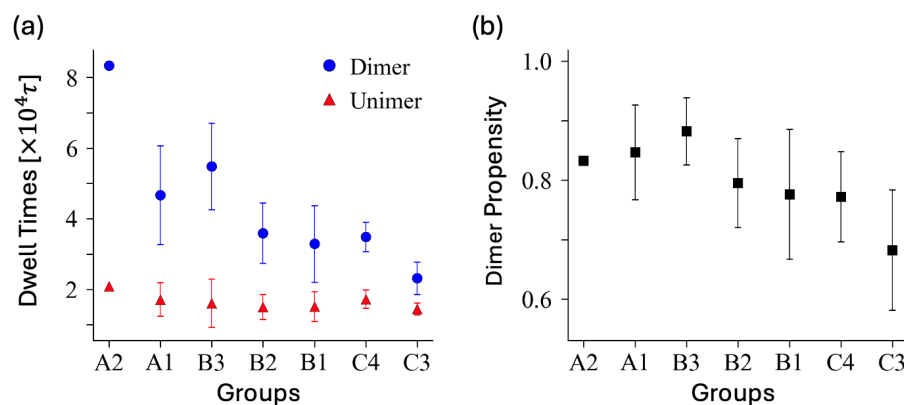 (a)
Dwell Times [×10⁴τ]
8
6
4
2
Dimer
Unimer
A2 A1 B3 B2 B1 C4 C3
Groups
(b)
Dimer Propensity
1.0
0.8
0.6
A2 A1 B3 B2 B1 C4 C3
Groups